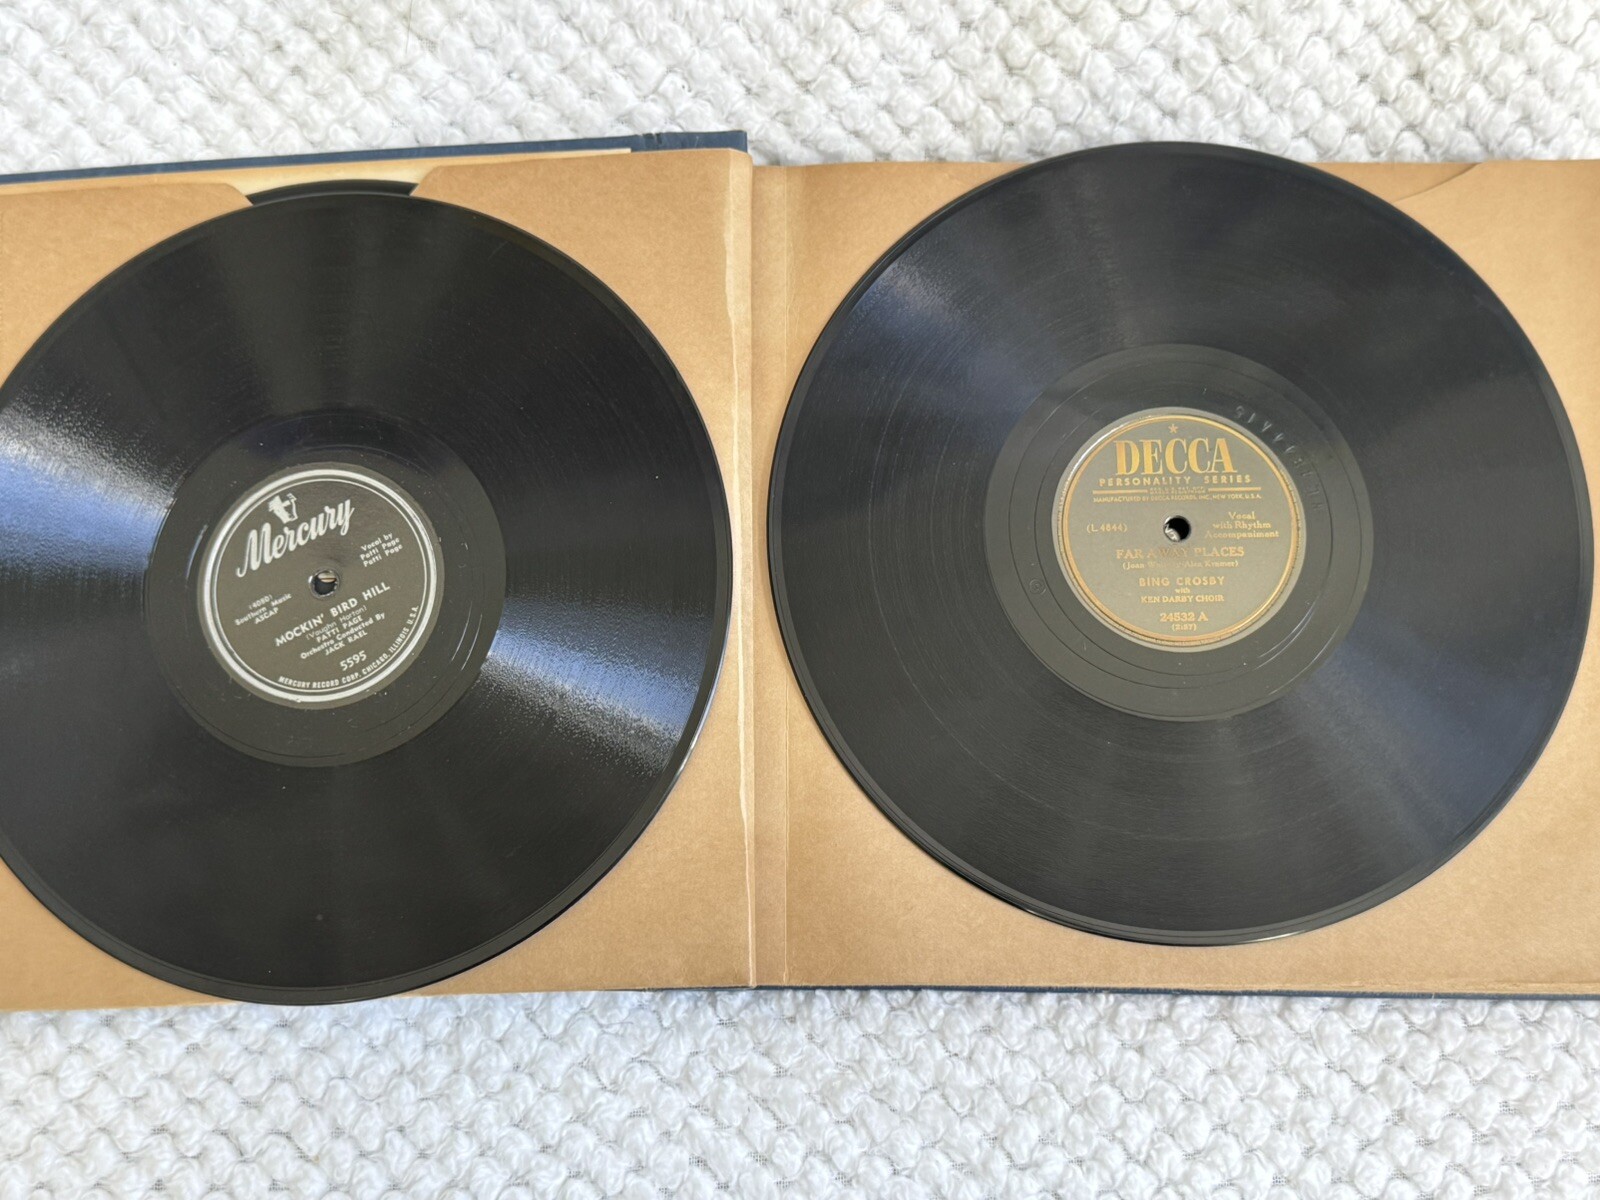 Mercury
Vocal by
Patti Page
Patti Page
Southern Music
ASCAP
MOCKIN' BIRD HILL
(Vaughn Horton)
PATTI PAGE
Orchestra Conducted By
JACK RAEL
5595
MERCURY RECORD CORP. CHICAGO, ILLINOIS U.S.A.
DECCA
PERSONALITY SERIES
MANUFACTURED BY DECCA RECORDS, INC., NEW YORK, U.S.A.
(L 4844)
Vocal
with Rhythm
Accompaniment
FAR AWAY PLACES
BING CROSBY
with
KEN DARBY CHOIR
24532 A
(2187)